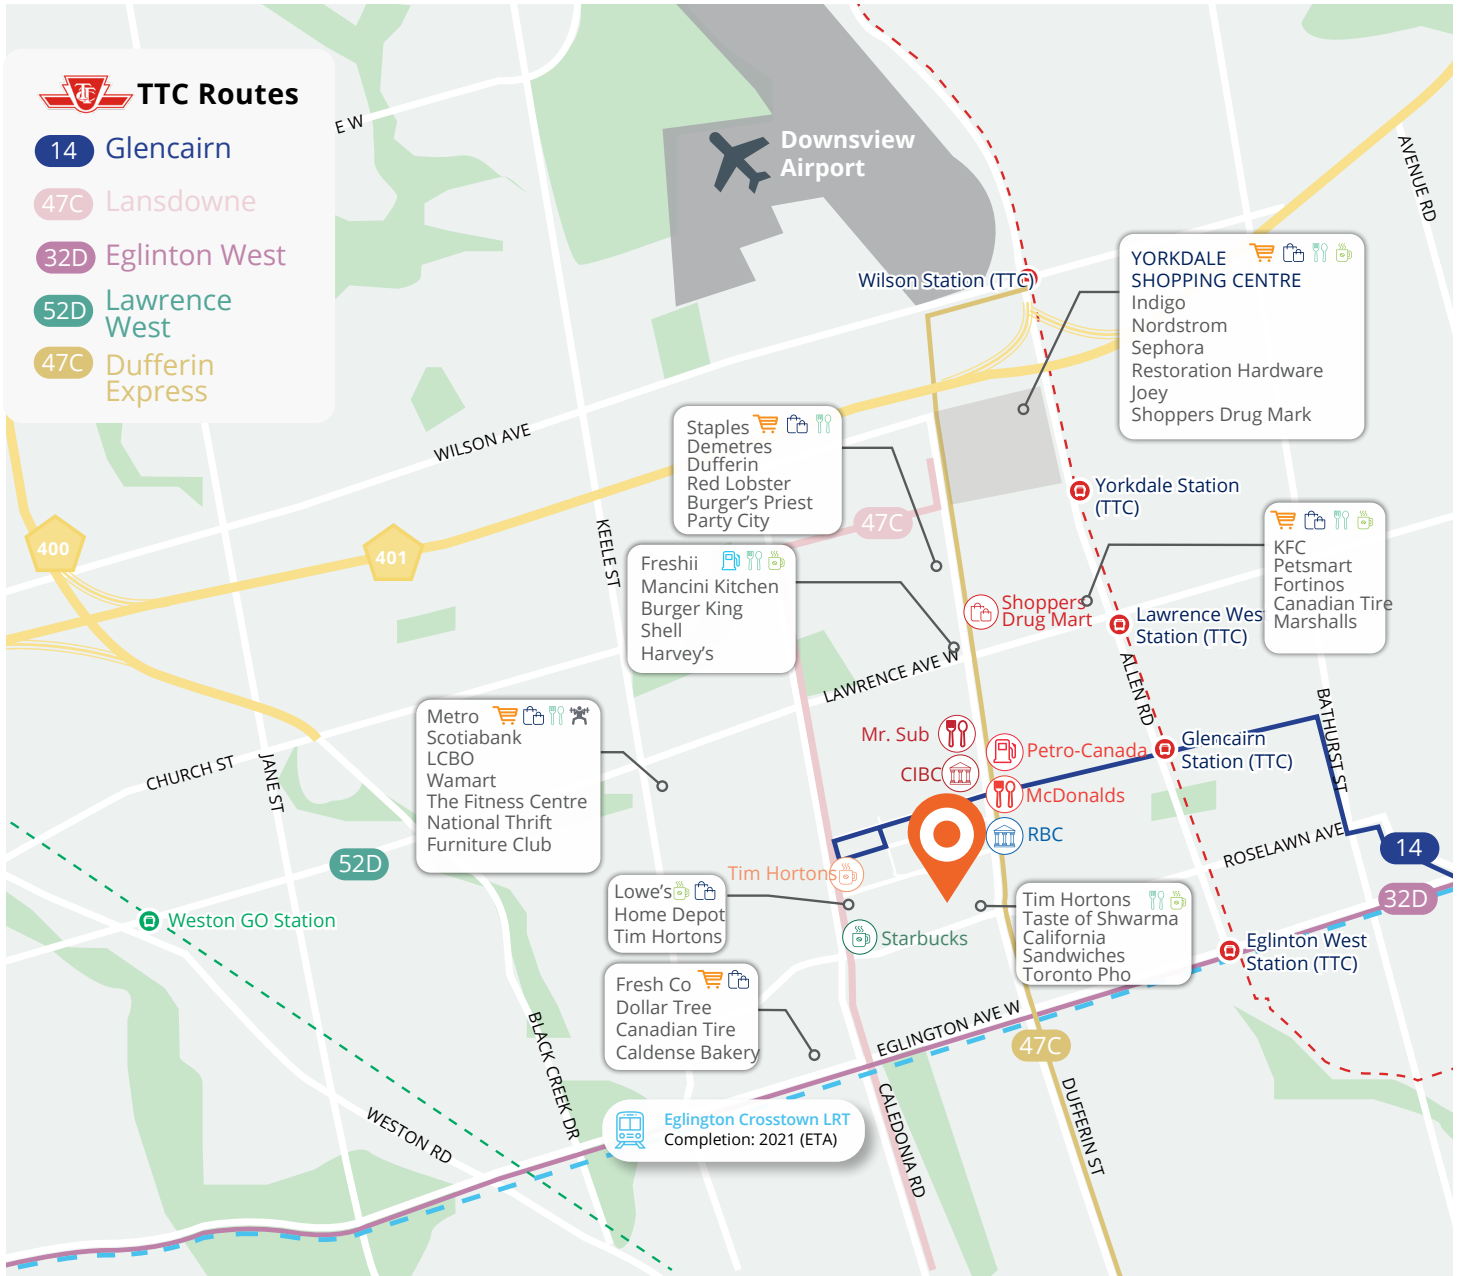 TTC Routes
14 Glencairn
47C Lansdowne
32D Eglinton West
52D Lawrence
West
47C Dufferin
Express
E W
Downsview
Airport
AVENUE RD
Wilson Station (TTC)
YORKDALE
SHOPPING CENTRE
Indigo
Nordstrom
Sephora
Restoration Hardware
Joey
Shoppers Drug Mark
WILSON AVE
Staples
Demetres
Dufferin
Red Lobster
Burger's Priest
Party City
Yorkdale Station
(TTC)
47C
400
401
KEELE ST
Freshii
Mancini Kitchen
Burger King
Shell
Harvey's
KFC
Petsmart
Fortinos
Canadian Tire
Marshalls
Shoppers
Drug Mart
Lawrence Wes
Station (TTC)
LAWRENCE AVE W
ALLEN RD
BATHURST ST
Metro
Scotiabank
LCBO
Wamart
The Fitness Centre
National Thrift
Furniture Club
CHURCH ST
JANE ST
Mr. Sub
Petro-Canada
CIBC
McDonalds
RBC
Glencairn
Station (TTC)
ROSELAWN AVE
14
52D
Tim Hortons
32D
Weston GO Station
Lowe's
Home Depot
Tim Hortons
Starbucks
Tim Hortons
Taste of Shwarma
California
Sandwiches
Toronto Pho
Eglinton West
Station (TTC)
Fresh Co
Dollar Tree
Canadian Tire
Caldense Bakery
EGLINGTON AVE W
47C
BLACK CREEK DR
WESTON RD
Eglington Crosstown LRT
Completion: 2021 (ETA)
CALEDONIA RD
DUFFERIN ST